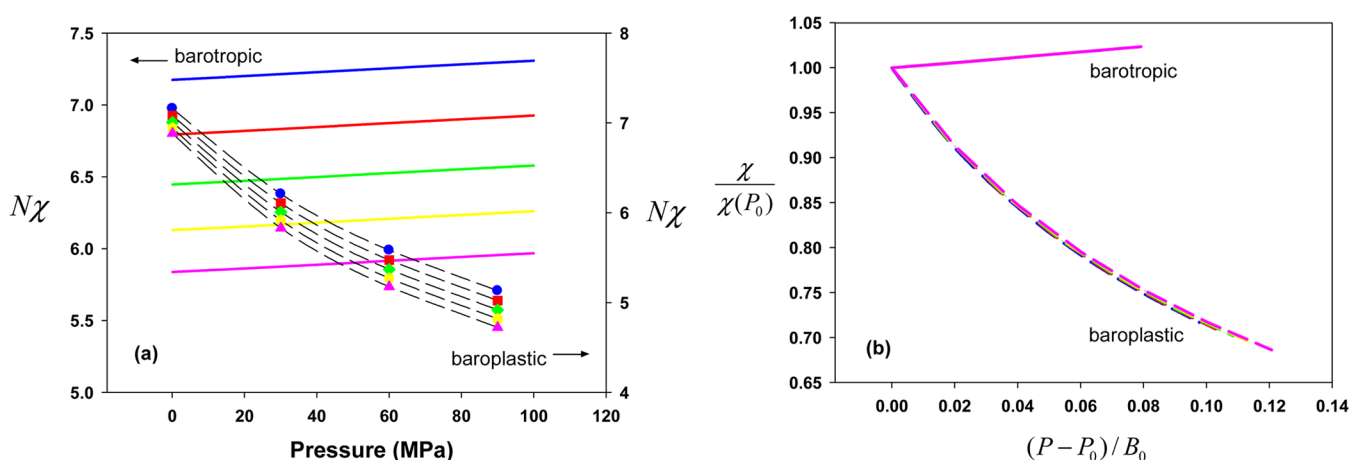 7.5
7.0
6.5
6.0
5.5
5.0
Nχ
barotropic
baroplastic
(a)
8
7
6
5
4
Nχ
0 20 40 60 80 100 120
Pressure (MPa)
1.05
1.00
0.95
0.90
0.85
0.80
0.75
0.70
0.65
χ
χ(P₀)
barotropic
baroplastic
(b)
0.00 0.02 0.04 0.06 0.08 0.10 0.12 0.14
(P − P₀) / B₀